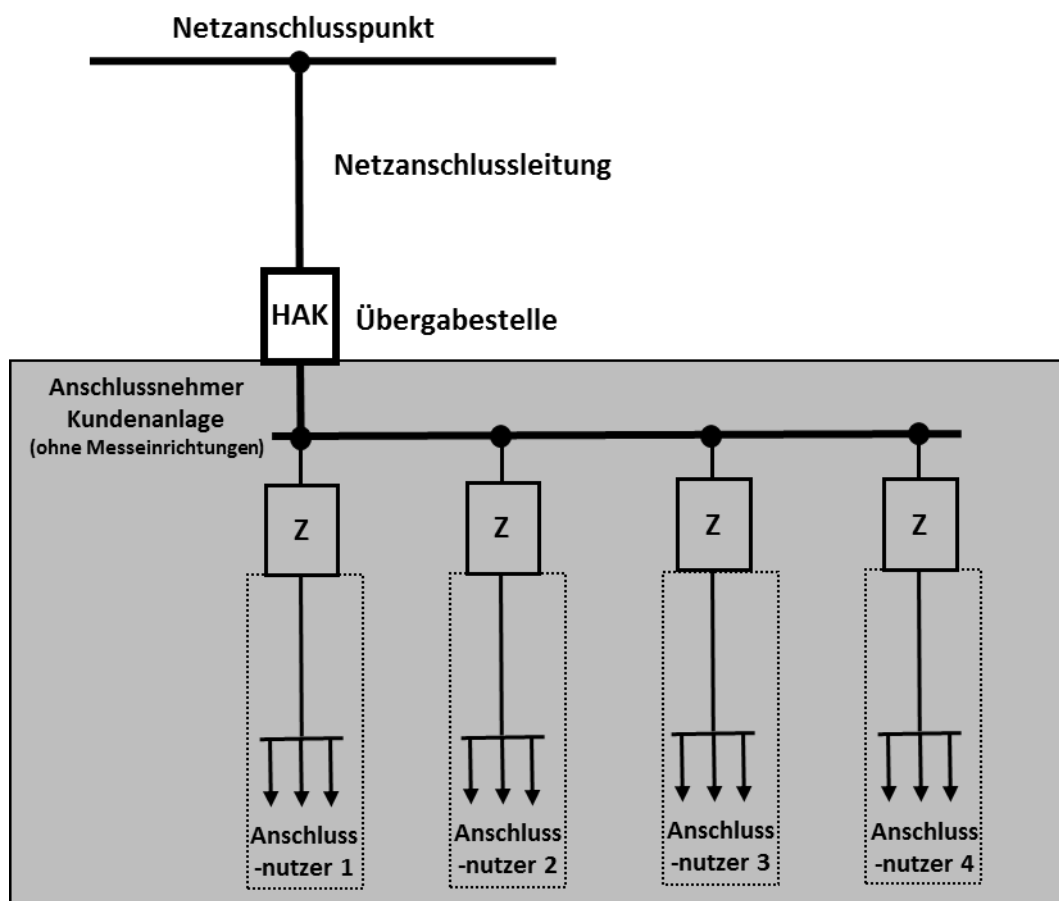 Netzanschlusspunkt
Netzanschlussleitung
HAK
Übergabestelle
Anschlussnehmer
Kundenanlage
(ohne Messeinrichtungen)
Z
Z
Z
Z
Anschluss
-nutzer 1
Anschluss
-nutzer 2
Anschluss
-nutzer 3
Anschluss
-nutzer 4